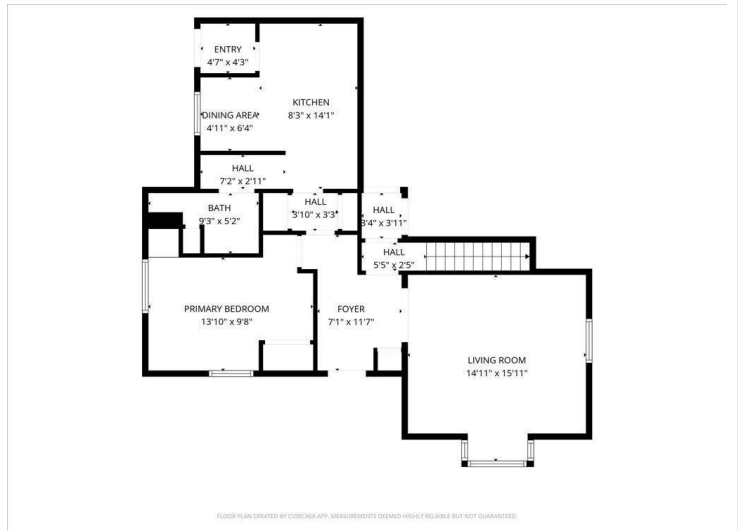 ENTRY
4'7" x 4'3"
KITCHEN
8'3" x 14'1"
DINING AREA
4'11" x 6'4"
HALL
7'2" x 2'11"
BATH
9'3" x 5'2"
HALL
3'10" x 3'3"
HALL
3'4" x 3'11"
HALL
5'5" x 2'5"
PRIMARY BEDROOM
13'10" x 9'8"
FOYER
7'1" x 11'7"
LIVING ROOM
14'11" x 15'11"
FLOOR PLAN CREATED BY CUBICASA APP. MEASUREMENTS DEEMED HIGHLY RELIABLE BUT NOT GUARANTEED.